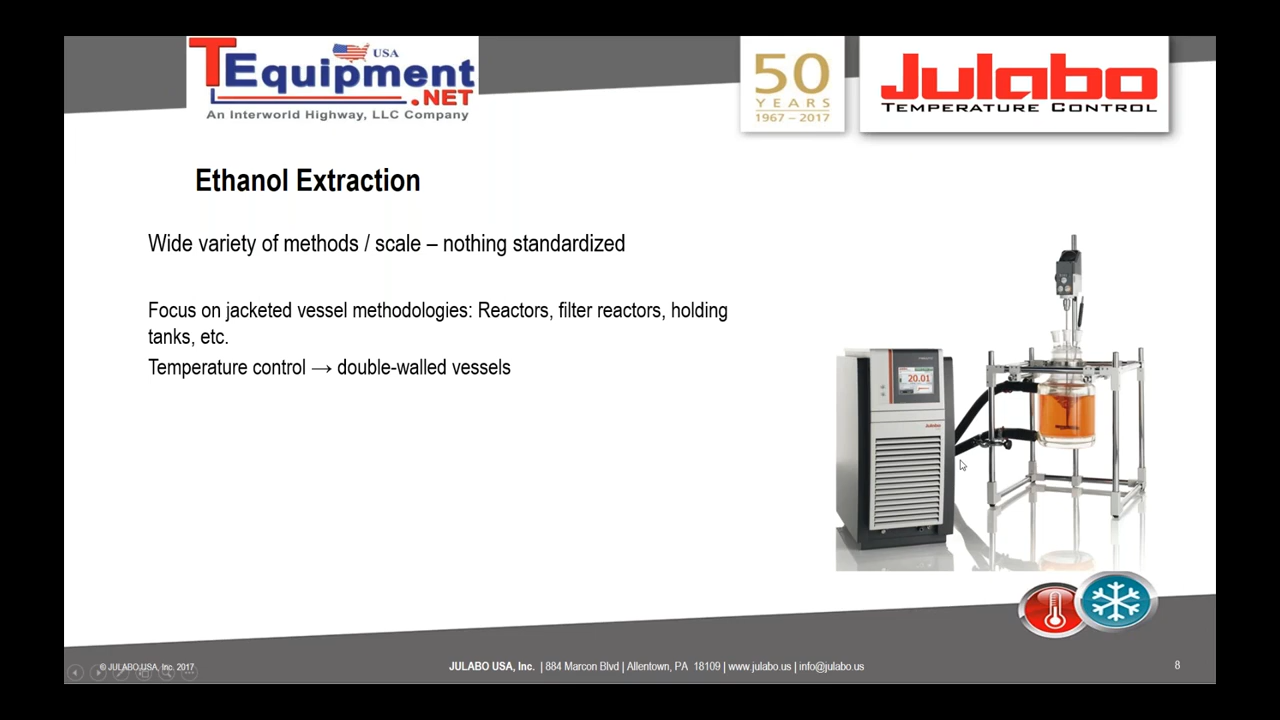 TEquipment
USA
.NET
An Interworld Highway, LLC Company
50
YEARS
1967 – 2017
Julabo
TEMPERATURE CONTROL
Ethanol Extraction
Wide variety of methods / scale – nothing standardized
Focus on jacketed vessel methodologies: Reactors, filter reactors, holding
tanks, etc.
Temperature control → double-walled vessels
20.01
Julabo
© JULABO USA, Inc. 2017
JULABO USA, Inc. | 884 Marcon Blvd | Allentown, PA 18109 | www.julabo.us | info@julabo.us
8